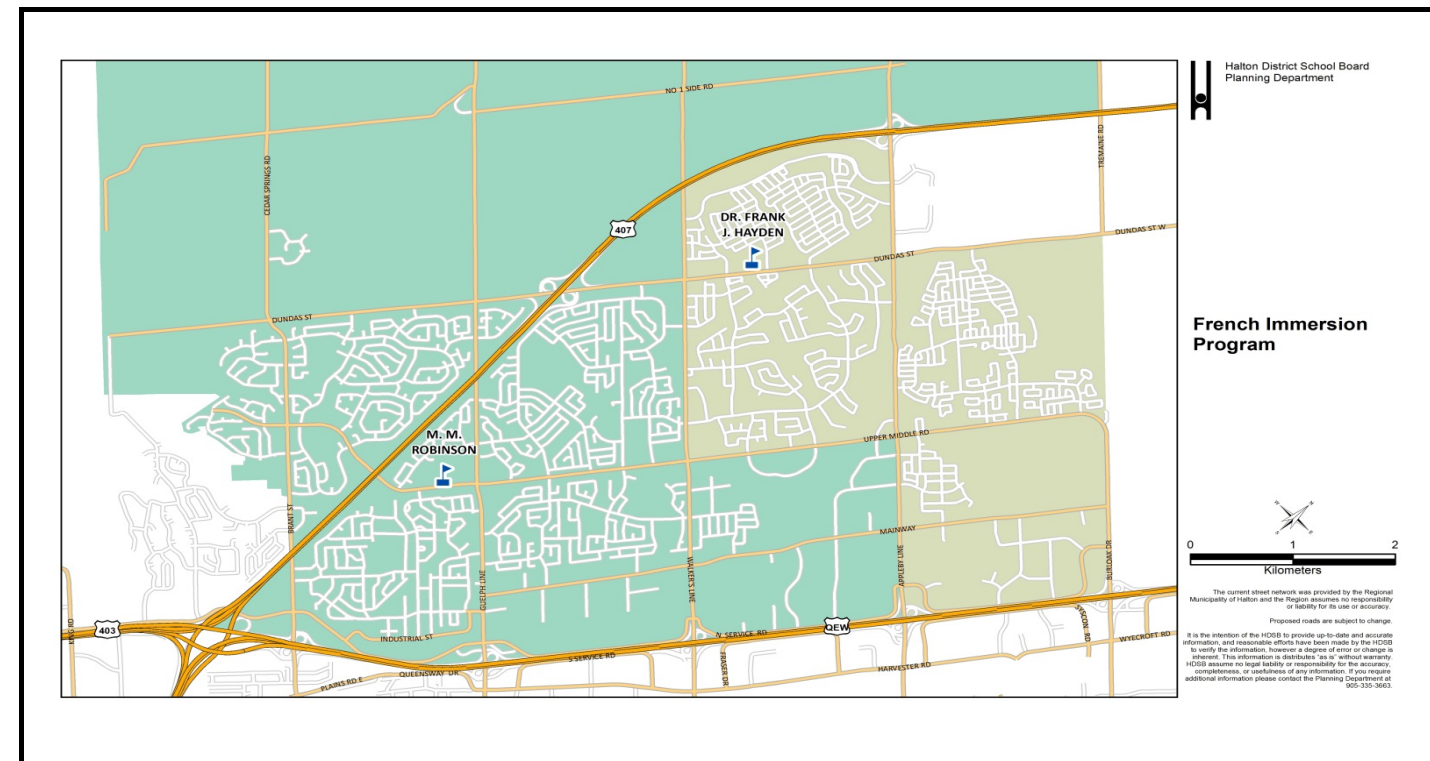 Halton District School Board
Planning Department
NO 1 SIDE RD
TREMAINE RD
CEDAR SPRINGS RD
DR. FRANK
J. HAYDEN
407
DUNDAS ST W
DUNDAS ST
DUNDAS ST
French Immersion
Program
M. M.
ROBINSON
UPPER MIDDLE RD
BRANT ST
MAINWAY
GUELPH LINE
WALKER'S LINE
APPLEBY LINE
BURLOAK DR
KING RD
403
INDUSTRIAL ST
N SERVICE RD
QEW
SYSCON RD
WYECROFT RD
S SERVICE RD
FRASER DR
HARVESTER RD
PLAINS RD E
QUEENSWAY DR
N
E
S
W
0 1 2
Kilometers
The current street network was provided by the Regional
Municipality of Halton and the Region assumes no responsibility
or liability for its use or accuracy.
Proposed roads are subject to change.
It is the intention of the HDSB to provide up-to-date and accurate
information, and reasonable efforts have been made by the HDSB
to verify the information, however a degree of error or change is
inherent. This information is distributes "as is" without warranty.
HDSB assume no legal liability or responsibility for the accuracy,
completeness, or usefulness of any information. If you require
additional information please contact the Planning Department at
905-335-3663.